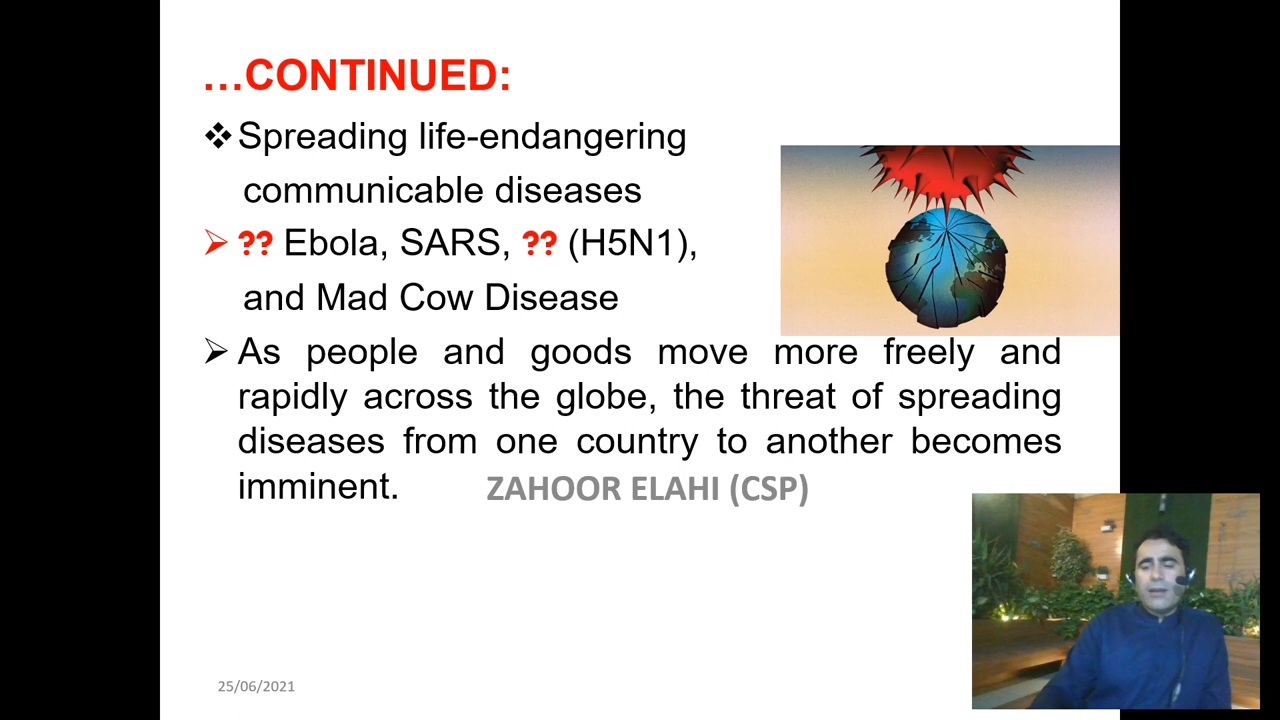 …CONTINUED:
❖Spreading life-endangering
communicable diseases
➢ ?? Ebola, SARS, ?? (H5N1),
and Mad Cow Disease
➢ As people and goods move more freely and
rapidly across the globe, the threat of spreading
diseases from one country to another becomes
imminent.
ZAHOOR ELAHI (CSP)
25/06/2021